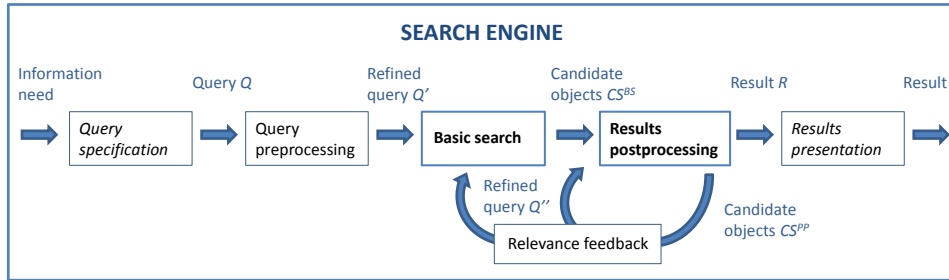 SEARCH ENGINE
Information
need
Query Q
Refined
query Q'
Candidate
objects CS^BS
Result R
Result
Query
specification
Query
preprocessing
Basic search
Results
postprocessing
Results
presentation
Refined
query Q''
Candidate
objects CS^PP
Relevance feedback